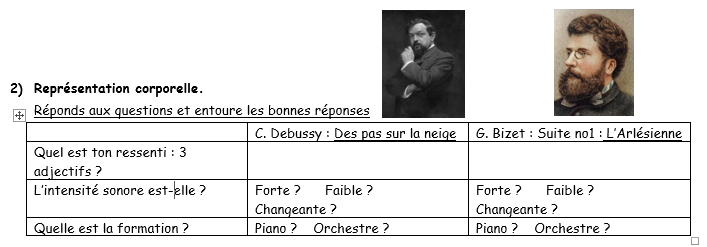 2) Représentation corporelle.
Réponds aux questions et entoure les bonnes réponses
C. Debussy : Des pas sur la neige
G. Bizet : Suite no1 : L’Arlésienne
Quel est ton ressenti : 3
adjectifs ?
L’intensité sonore est-elle ?
Forte ? Faible ?
Changeante ?
Forte ? Faible ?
Changeante ?
Quelle est la formation ?
Piano ? Orchestre ?
Piano ? Orchestre ?